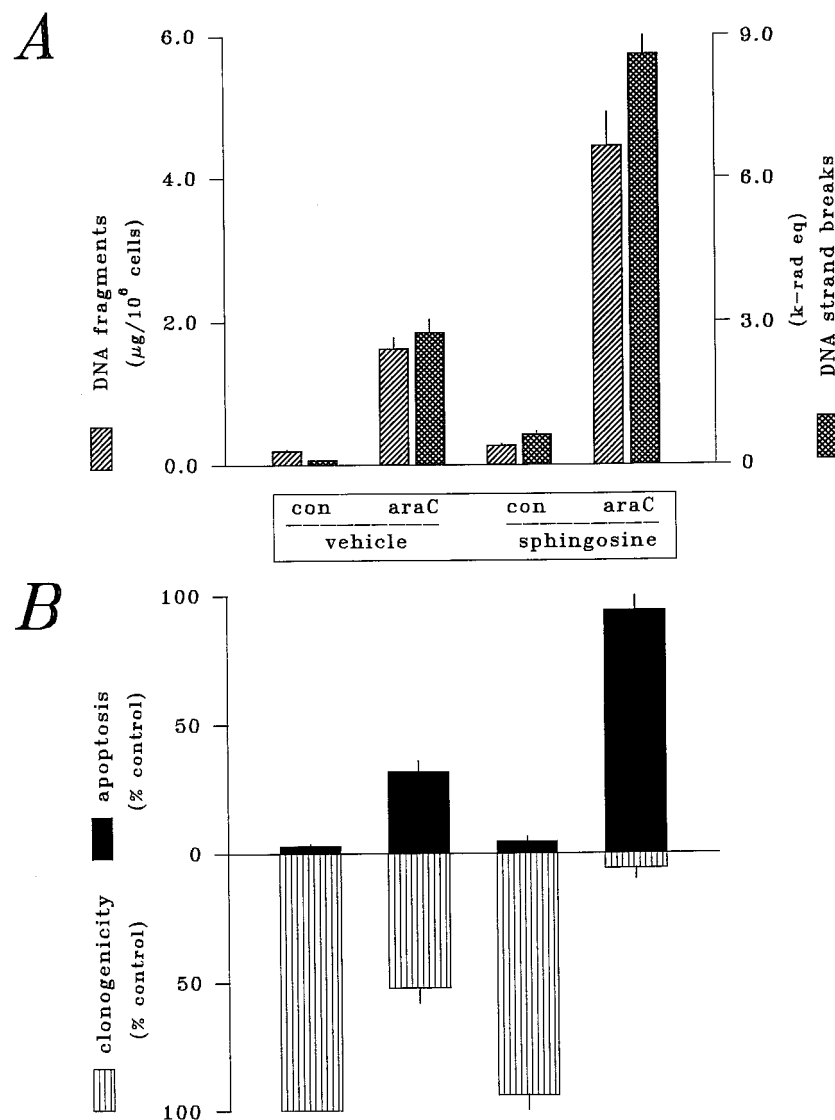 A
6.0
4.0
2.0
0.0
DNA fragments
(μg/10⁶ cells)
9.0
6.0
3.0
0
(k-rad eq)
DNA strand breaks
con araC con araC
vehicle sphingosine
B
100
50
0
50
100
apoptosis
(% control)
clonogenicity
(% control)